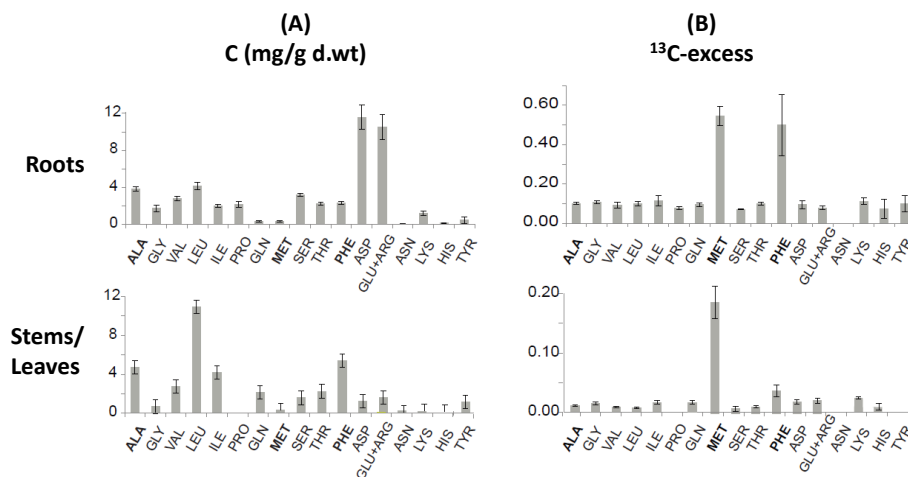 (A)
C (mg/g d.wt)
(B)
¹³C-excess
Roots
12
8
4
0
ALA GLY VAL LEU ILE PRO GLN MET SER THR PHE ASP GLU+ARG ASN LYS HIS TYR
0.60
0.40
0.20
0.00
ALA GLY VAL LEU ILE PRO GLN MET SER THR PHE ASP GLU+ARG ASN LYS HIS TYR
Stems/
Leaves
12
8
4
0
ALA GLY VAL LEU ILE PRO GLN MET SER THR PHE ASP GLU+ARG ASN LYS HIS TYR
0.20
0.10
0.00
ALA GLY VAL LEU ILE PRO GLN MET SER THR PHE ASP GLU+ARG ASN LYS HIS TYR